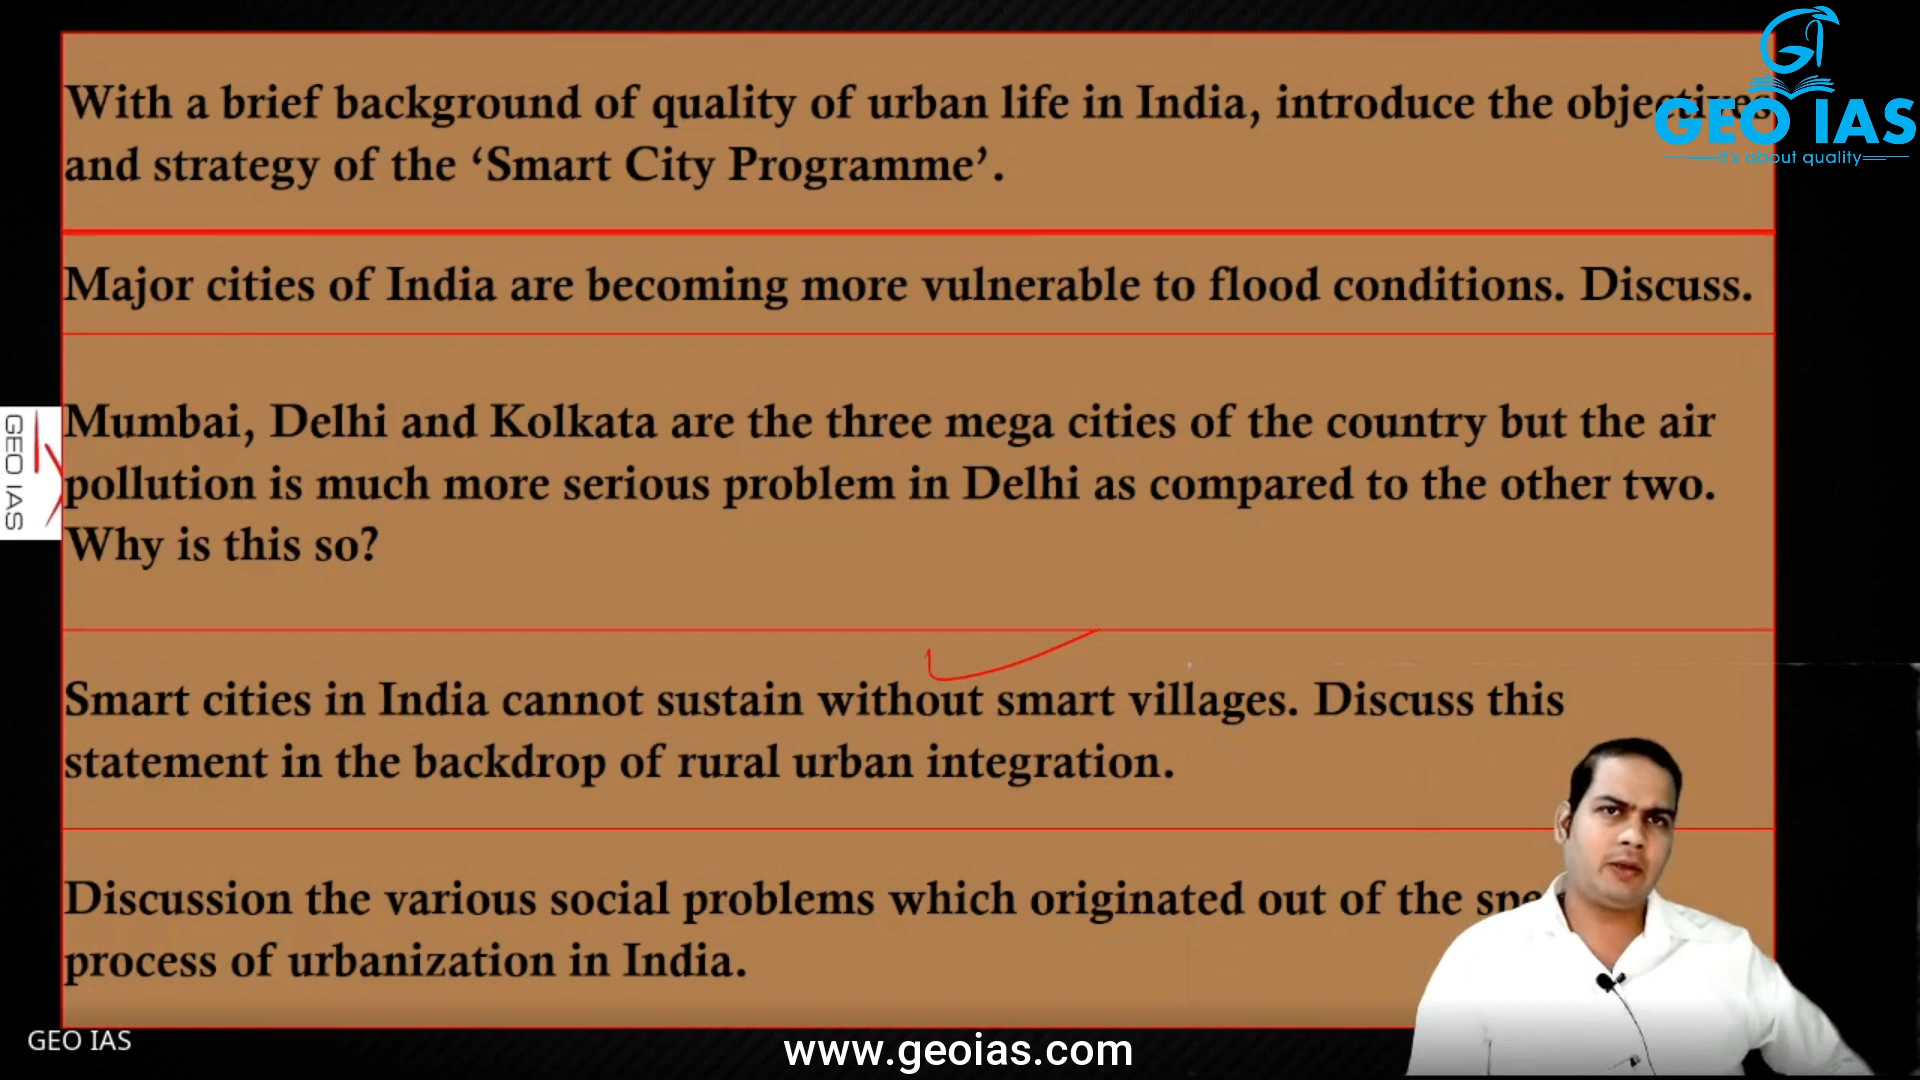 With a brief background of quality of urban life in India, introduce the objectives
and strategy of the ‘Smart City Programme’.
GEO IAS
it's about quality
Major cities of India are becoming more vulnerable to flood conditions. Discuss.
Mumbai, Delhi and Kolkata are the three mega cities of the country but the air
pollution is much more serious problem in Delhi as compared to the other two.
Why is this so?
GEO IAS
Smart cities in India cannot sustain without smart villages. Discuss this
statement in the backdrop of rural urban integration.
Discussion the various social problems which originated out of the
process of urbanization in India.
GEO IAS
www.geoias.com